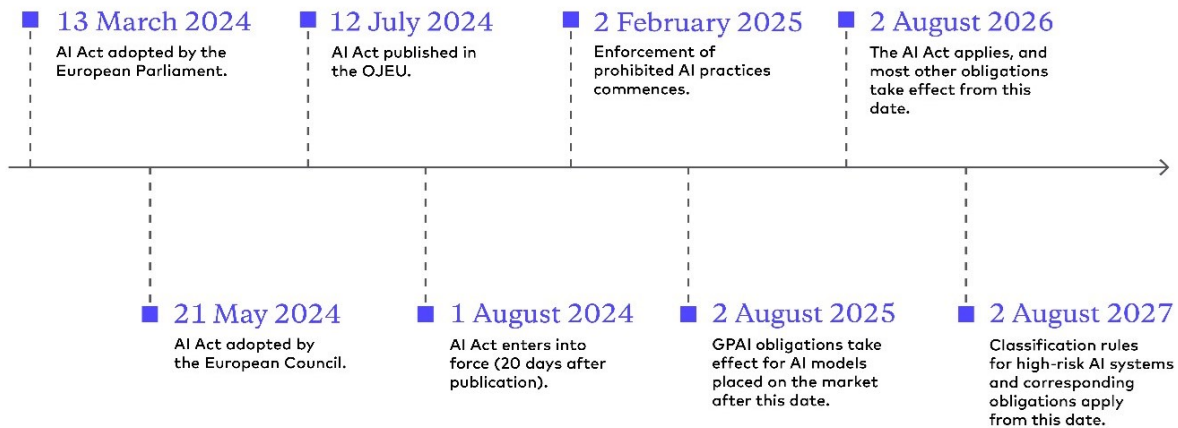 13 March 2024
AI Act adopted by the
European Parliament.
12 July 2024
AI Act published in
the OJEU.
2 February 2025
Enforcement of
prohibited AI practices
commences.
2 August 2026
The AI Act applies, and
most other obligations
take effect from this
date.
21 May 2024
AI Act adopted by
the European Council.
1 August 2024
AI Act enters into
force (20 days after
publication).
2 August 2025
GPAI obligations take
effect for AI models
placed on the market
after this date.
2 August 2027
Classification rules
for high-risk AI systems
and corresponding
obligations apply
from this date.